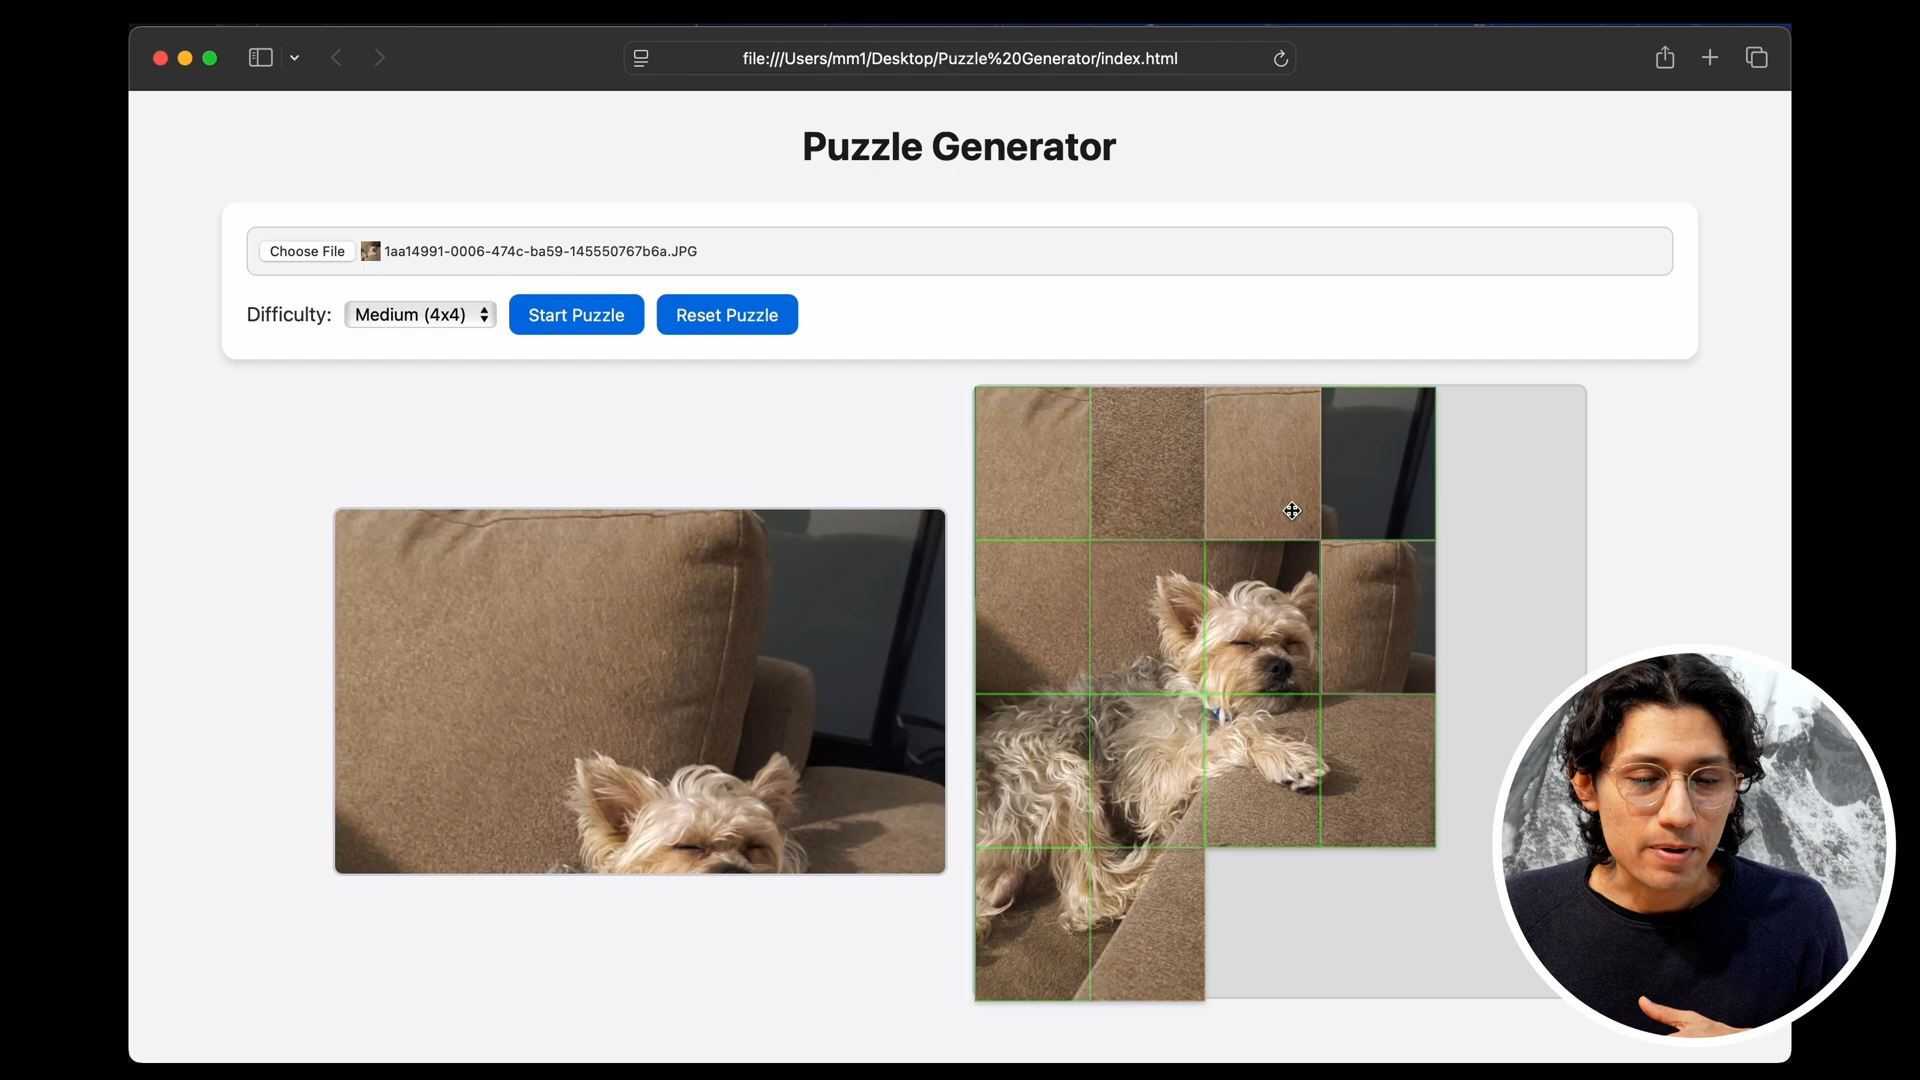 file:///Users/mm1/Desktop/Puzzle%20Generator/index.html
Puzzle Generator
Choose File 1aa14991-0006-474c-ba59-145550767b6a.JPG
Difficulty: Medium (4x4) Start Puzzle Reset Puzzle